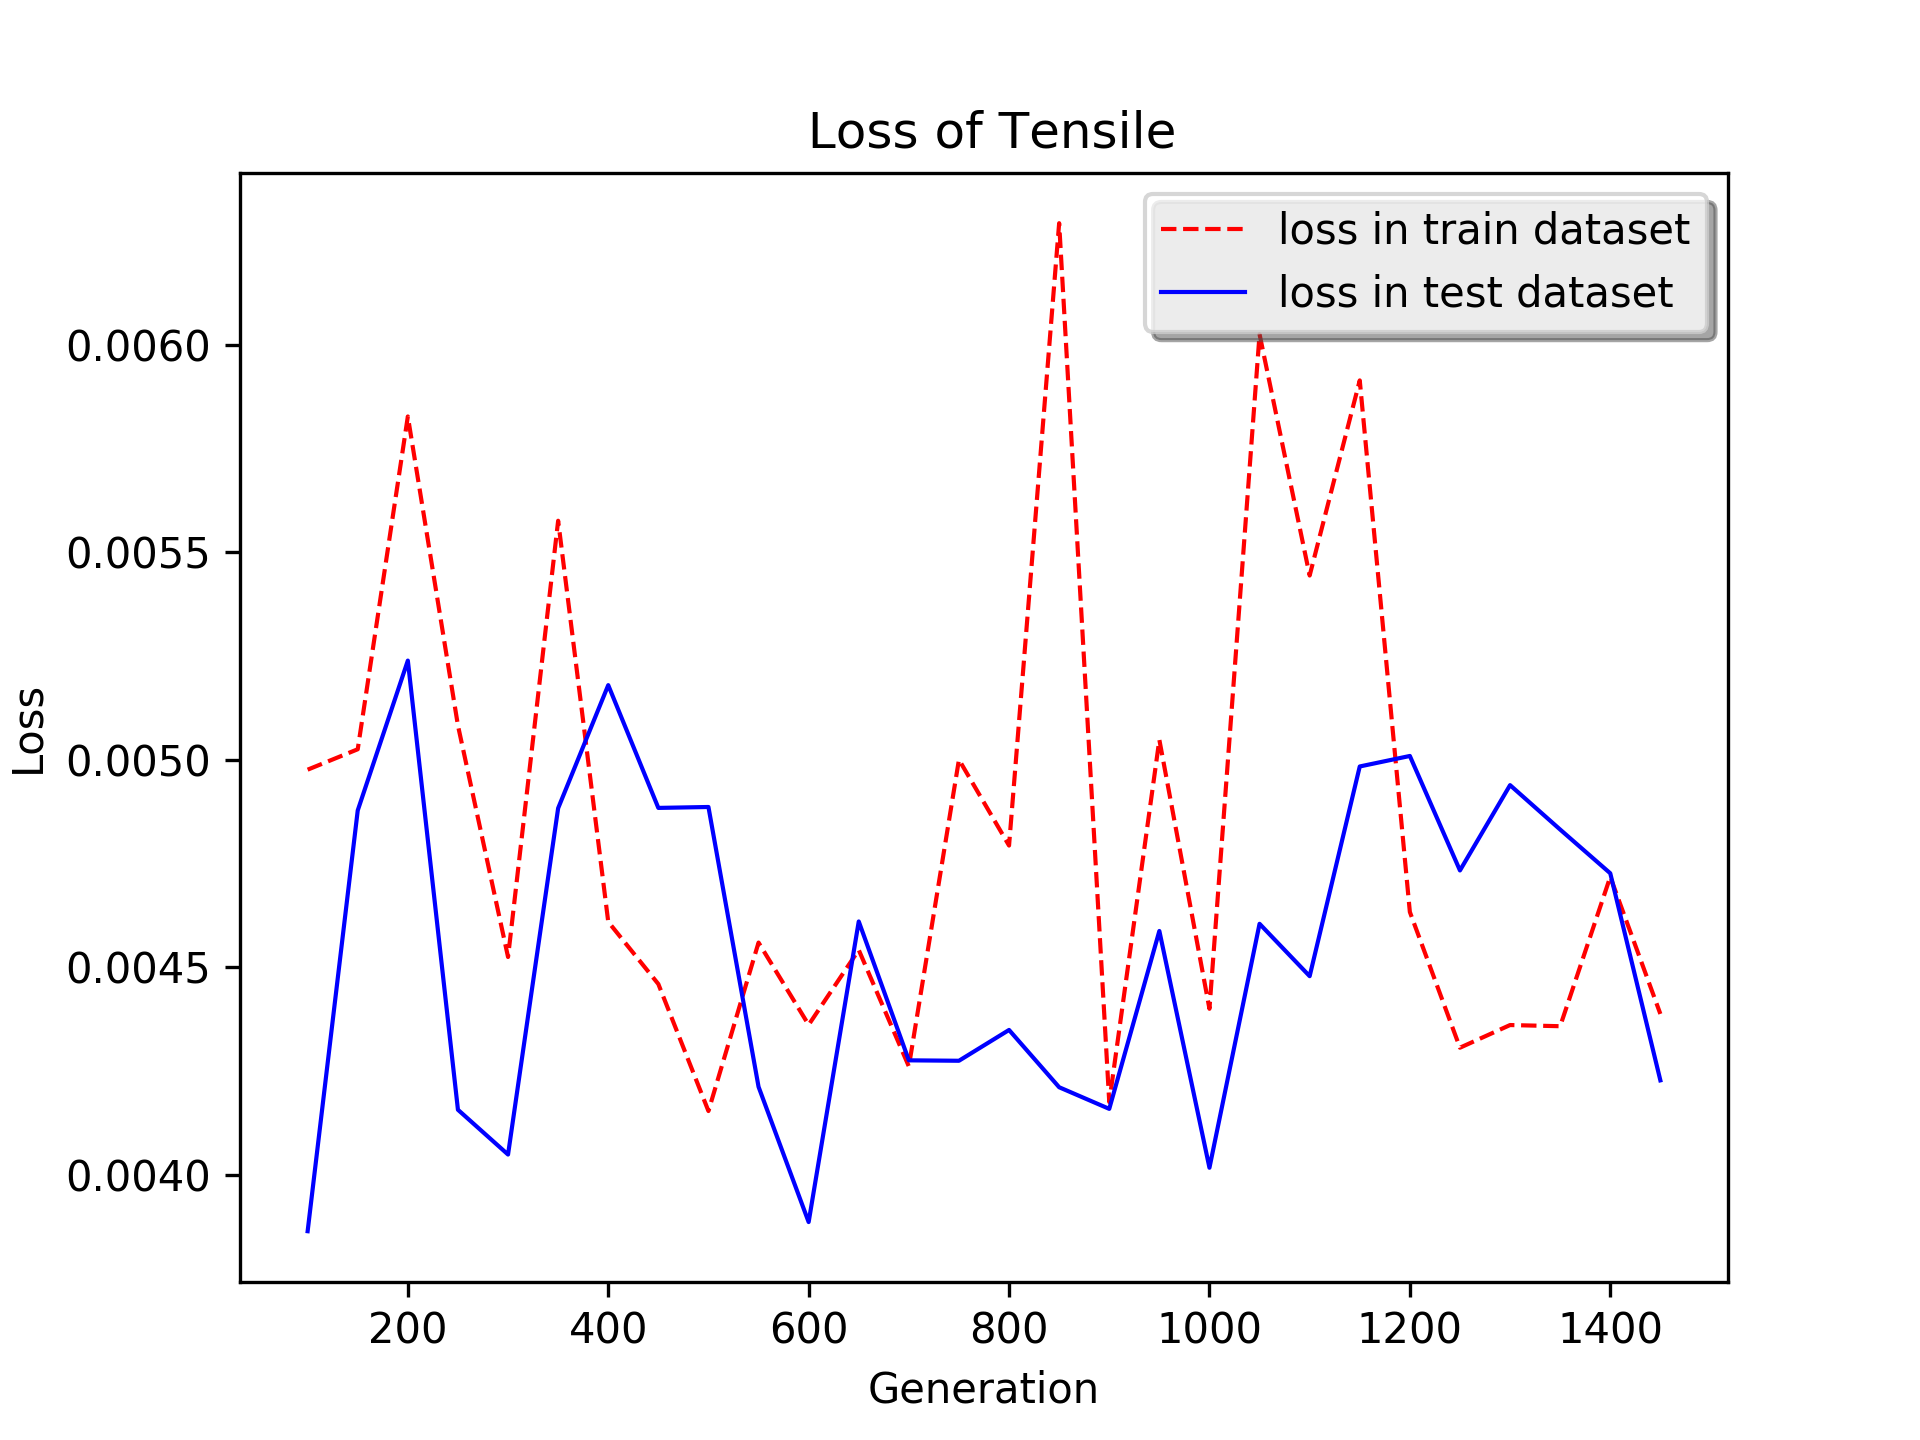 Loss of Tensile
loss in train dataset
loss in test dataset
0.0060
0.0055
0.0050
0.0045
0.0040
Loss
200 400 600 800 1000 1200 1400
Generation